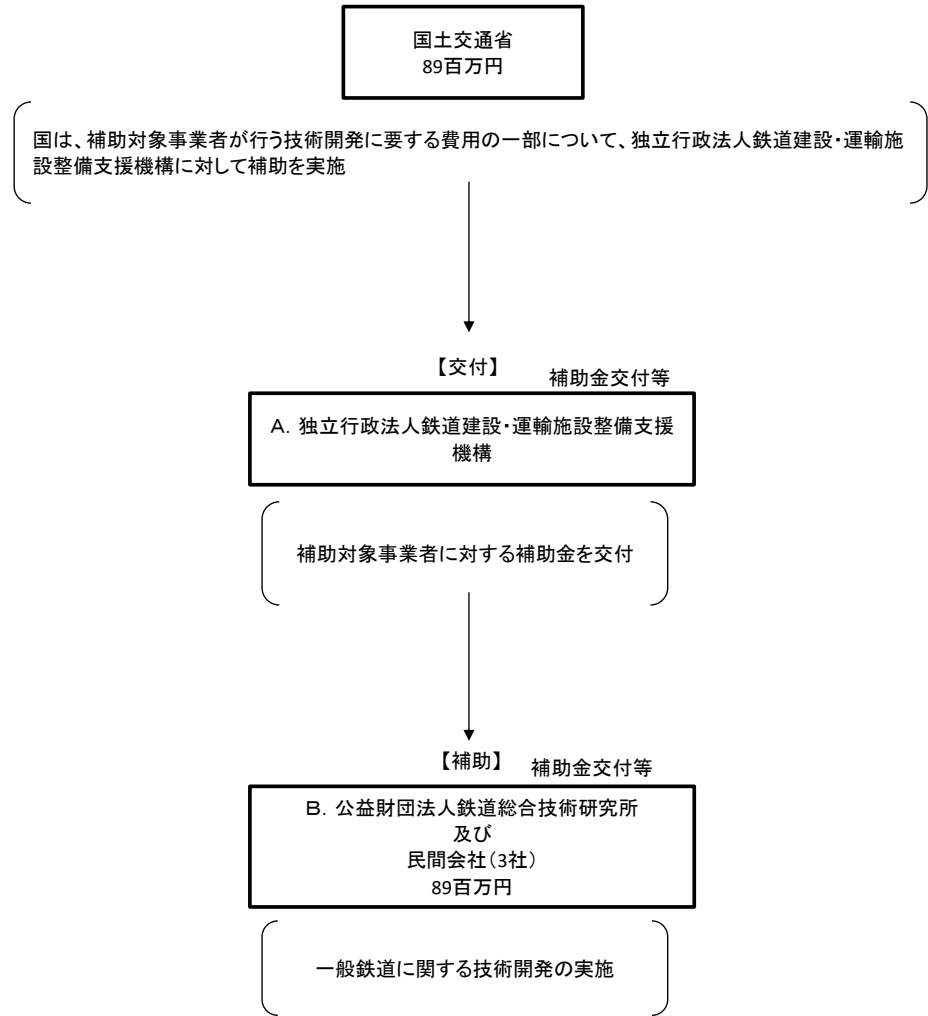 国土交通省
89百万円
国は、補助対象事業者が行う技術開発に要する費用の一部について、独立行政法人鉄道建設・運輸施
設整備支援機構に対して補助を実施
【交付】
補助金交付等
A. 独立行政法人鉄道建設・運輸施設整備支援
機構
補助対象事業者に対する補助金を交付
【補助】
補助金交付等
B. 公益財団法人鉄道総合技術研究所
及び
民間会社(3社)
89百万円
一般鉄道に関する技術開発の実施